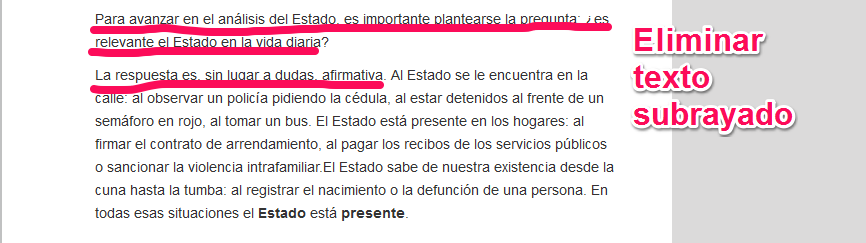 Para avanzar en el análisis del Estado, es importante plantearse la pregunta: ¿es
relevante el Estado en la vida diaria?
La respuesta es, sin lugar a dudas, afirmativa. Al Estado se le encuentra en la
calle: al observar un policía pidiendo la cédula, al estar detenidos al frente de un
semáforo en rojo, al tomar un bus. El Estado está presente en los hogares: al
firmar el contrato de arrendamiento, al pagar los recibos de los servicios públicos
o sancionar la violencia intrafamiliar.El Estado sabe de nuestra existencia desde la
cuna hasta la tumba: al registrar el nacimiento o la defunción de una persona. En
todas esas situaciones el Estado está presente.
Eliminar
texto
subrayado